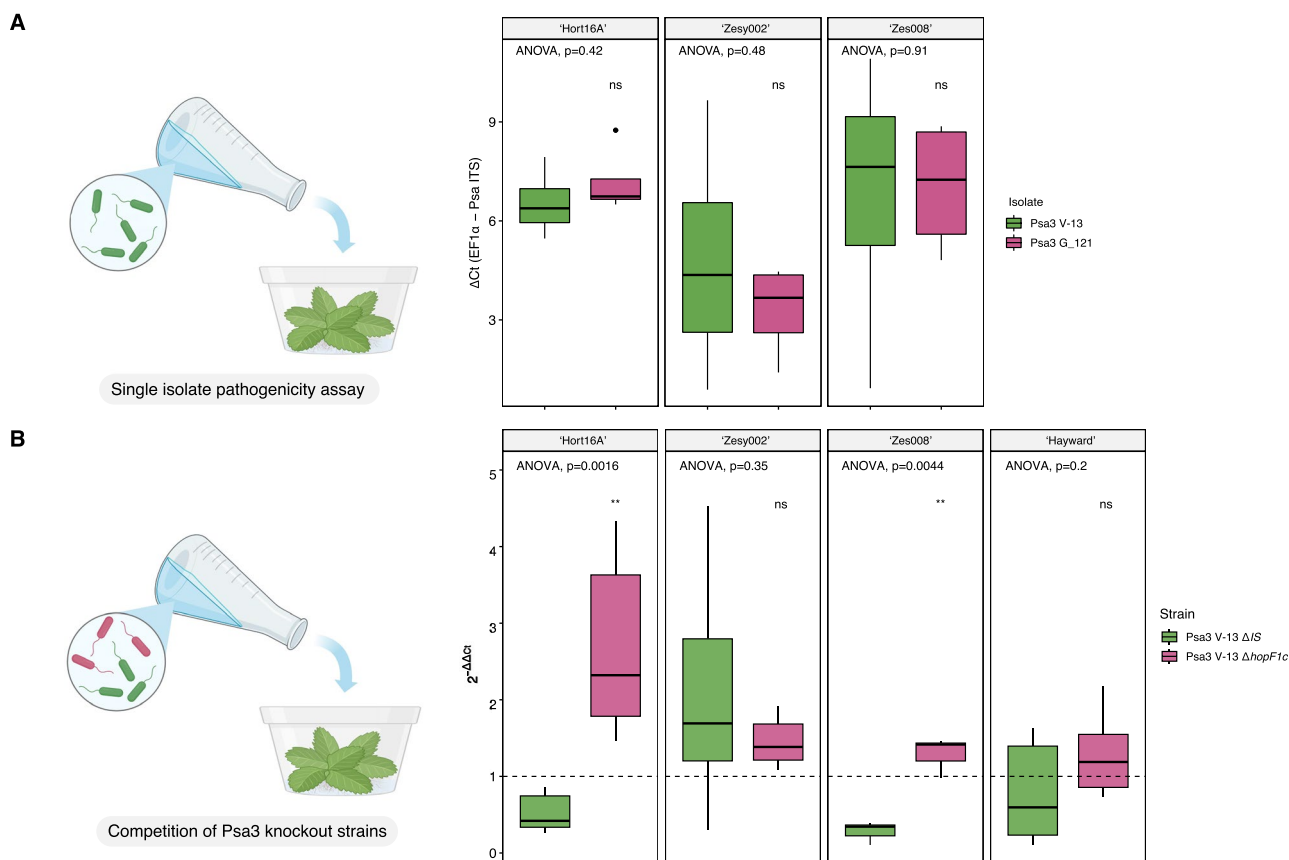 A
‘Hort16A’ ‘Zesy002’ ‘Zes008’
ANOVA, p=0.42 ANOVA, p=0.48 ANOVA, p=0.91
ns ns ns
9
6
3
ΔCt (EF1α – Psa ITS)
Isolate
Psa3 V-13
Psa3 G_121
Single isolate pathogenicity assay
B
‘Hort16A’ ‘Zesy002’ ‘Zes008’ ‘Hayward’
ANOVA, p=0.0016 ANOVA, p=0.35 ANOVA, p=0.0044 ANOVA, p=0.2
** ns ** ns
5
4
3
2
1
0
2-ΔΔCt
Strain
Psa3 V-13 ΔIS
Psa3 V-13 ΔhopF1c
Competition of Psa3 knockout strains